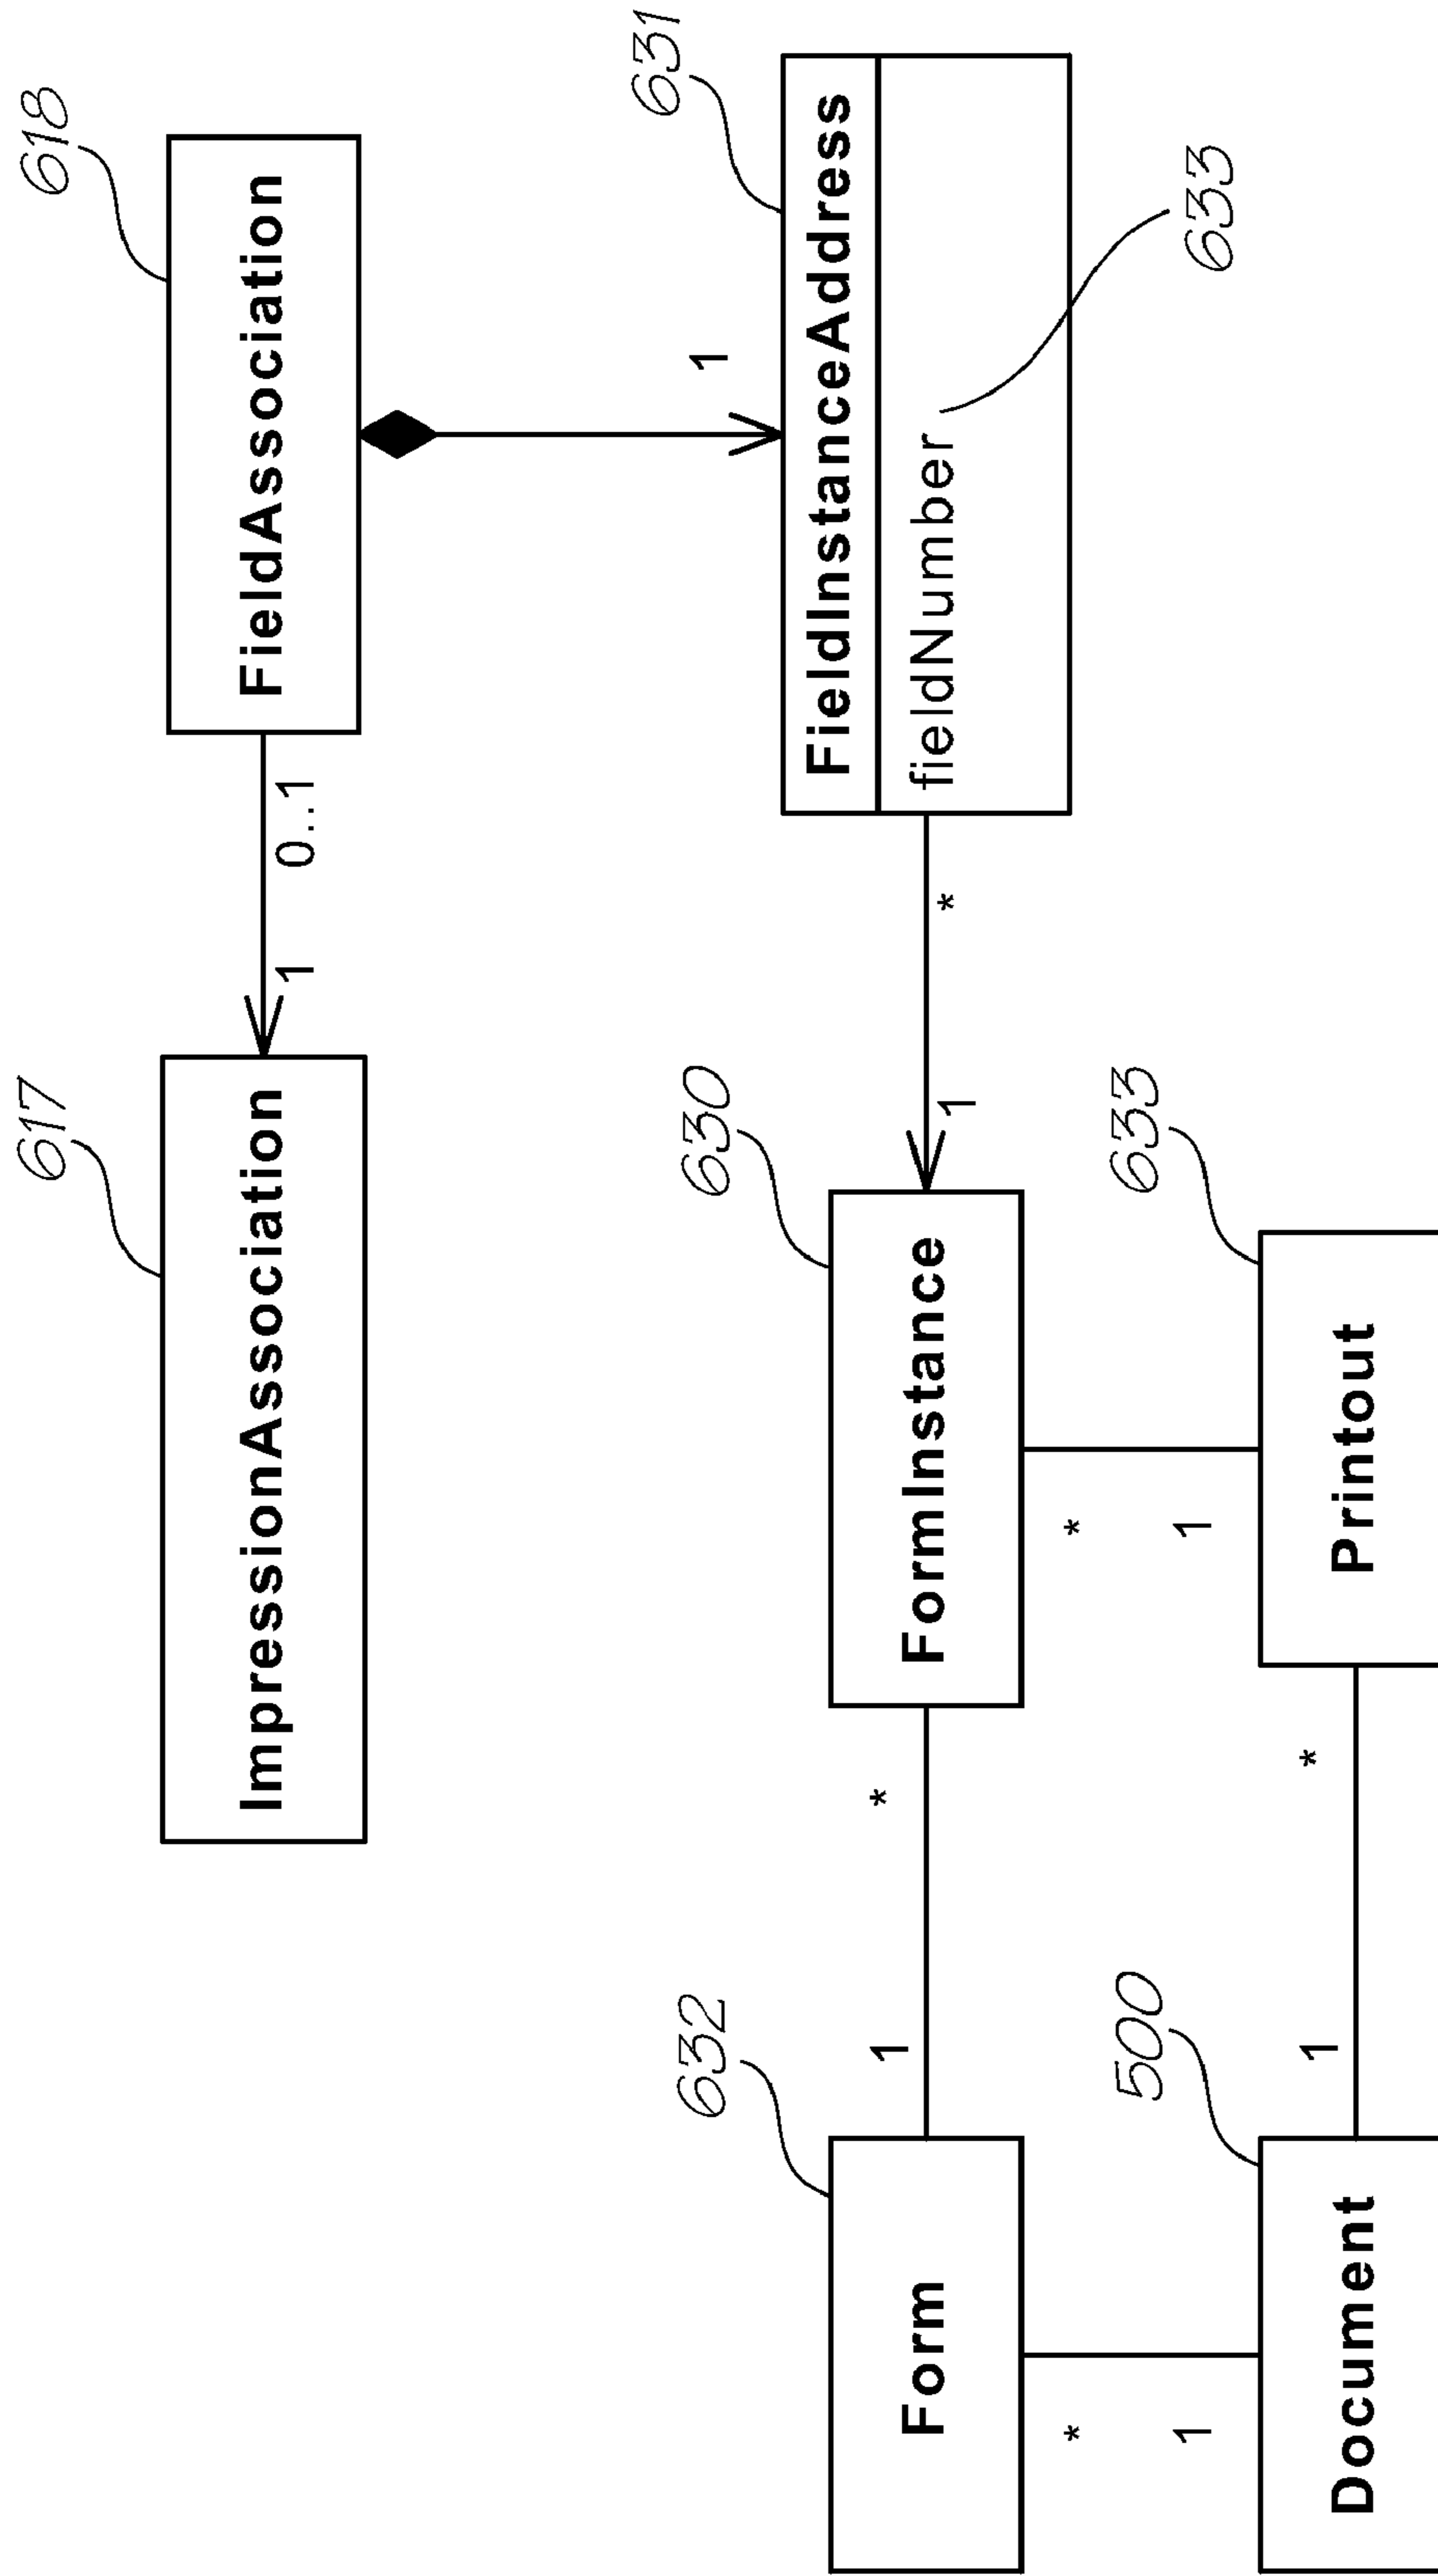 617
618
ImpressionAssociation
FieldAssociation
1
0..1
631
632
630
1
FieldInstanceAddress
1
*
Form
FormInstance
fieldNumber
1
*
*
*
500
633
1
1
633
1
*
Document
Printout